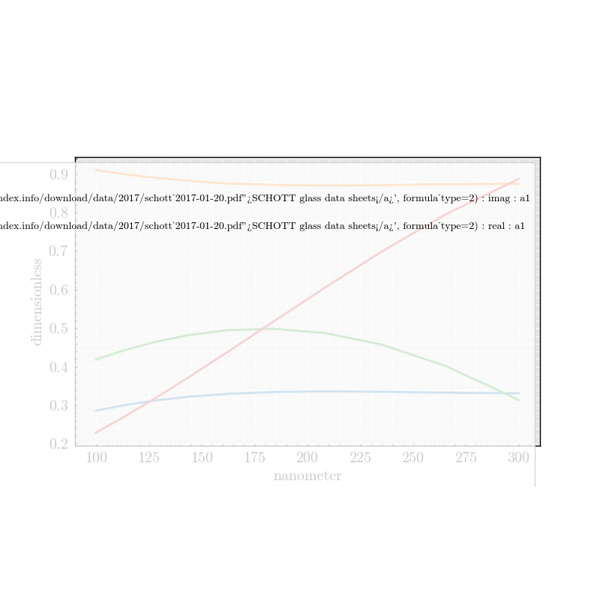 0.9
ndex.info/download/data/2017/schott˙2017-01-20.pdf"¿SCHOTT glass data sheets¡/a¿', formula˙type=2) : imag : a1
0.8
ndex.info/download/data/2017/schott˙2017-01-20.pdf"¿SCHOTT glass data sheets¡/a¿', formula˙type=2) : real : a1
0.7
0.6
dimensionless
0.5
0.4
0.3
0.2
100 125 150 175 200 225 250 275 300
nanometer